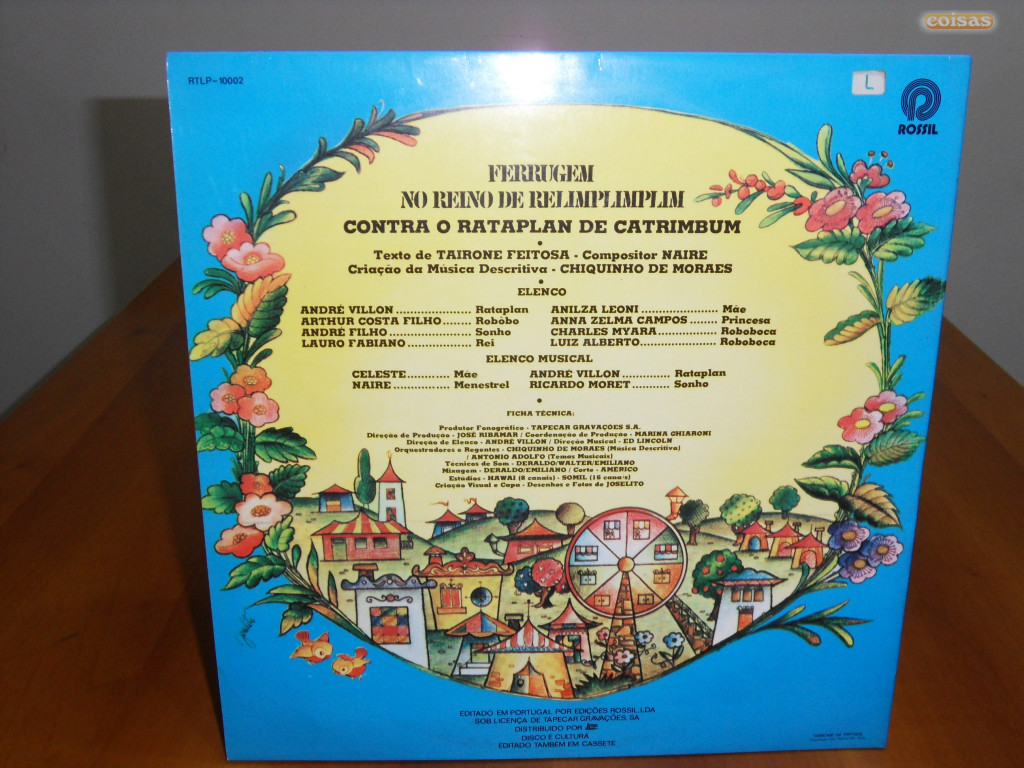 coisas
RTLP-10002
L
ROSSIL
FERRUGEM
NO REINO DE RELIMPLIMPLIM
CONTRA O RATAPLAN DE CATRIMBUM
Texto de TAIRONE FEITOSA - Compositor NAIRE
Criação da Música Descritiva - CHIQUINHO DE MORAES
ELENCO
ANDRÉ VILLON .................... Rataplan ANILZA LEONI ..................... Mãe
ARTHUR COSTA FILHO ........ Robôbo ANNA ZELMA CAMPOS ....... Princesa
ANDRÉ FILHO ..................... Sonho CHARLES MYARA ................ Roboboca
LAURO FABIANO ................. Rei LUIZ ALBERTO..................... Roboboca
ELENCO MUSICAL
CELESTE ............ Mãe ANDRÉ VILLON ............ Rataplan
NAIRE ................ Menestrel RICARDO MORET .......... Sonho
FICHA TÉCNICA:
Produtor Fonográfico - TAPECAR GRAVAÇÕES S.A.
Direção de Produção - JOSÉ RIBAMAR / Coordenação de Produção - MARINA GHIARONI
Direção de Elenco - ANDRÉ VILLON / Direção Musical - ED LINCOLN
Orquestradores e Regentes - CHIQUINHO DE MORAES (Música Descritiva)
/ ANTONIO ADOLFO (Temas Musicais)
Técnicos de Som - DERALDO/WALTER/EMILIANO
Mixagem - DERALDO/EMILIANO / Corte - AMERICO
Estúdios - HAWAI (8 canais) - SOMIL (16 canais)
Criação Visual e Capa - Desenhos e Fotos de JOSELITO
EDITADO EM PORTUGAL POR EDIÇÕES ROSSIL, LDA
SOB LICENÇA DE TAPECAR GRAVAÇÕES, SA
DISTRIBUIDO POR
DISCO E CULTURA
EDITADO TAMBÉM EM CASSETE